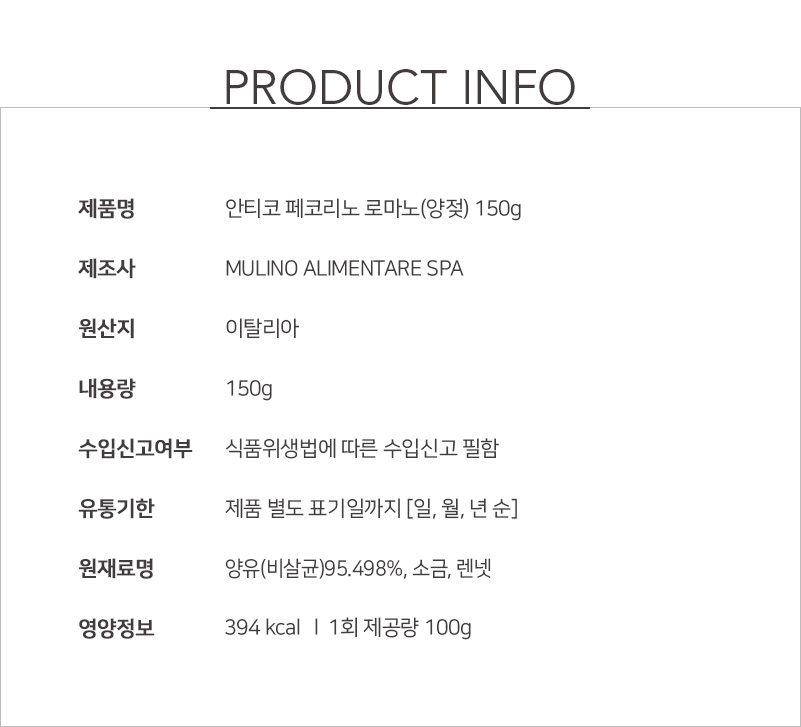 PRODUCT INFO
제품명 안티코 페코리노 로마노(양젖) 150g
제조사 MULINO ALIMENTARE SPA
원산지 이탈리아
내용량 150g
수입신고여부 식품위생법에 따른 수입신고 필함
유통기한 제품 별도 표기일까지 [일, 월, 년 순]
원재료명 양유(비살균)95.498%, 소금, 렌넷
영양정보 394 kcal ㅣ 1회 제공량 100g